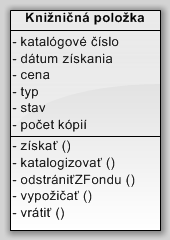 Knižničná položka
- katalógové číslo
- dátum získania
- cena
- typ
- stav
- počet kópií
- získať ()
- katalogizovať ()
- odstrániťZFondu ()
- vypožičať ()
- vrátiť ()